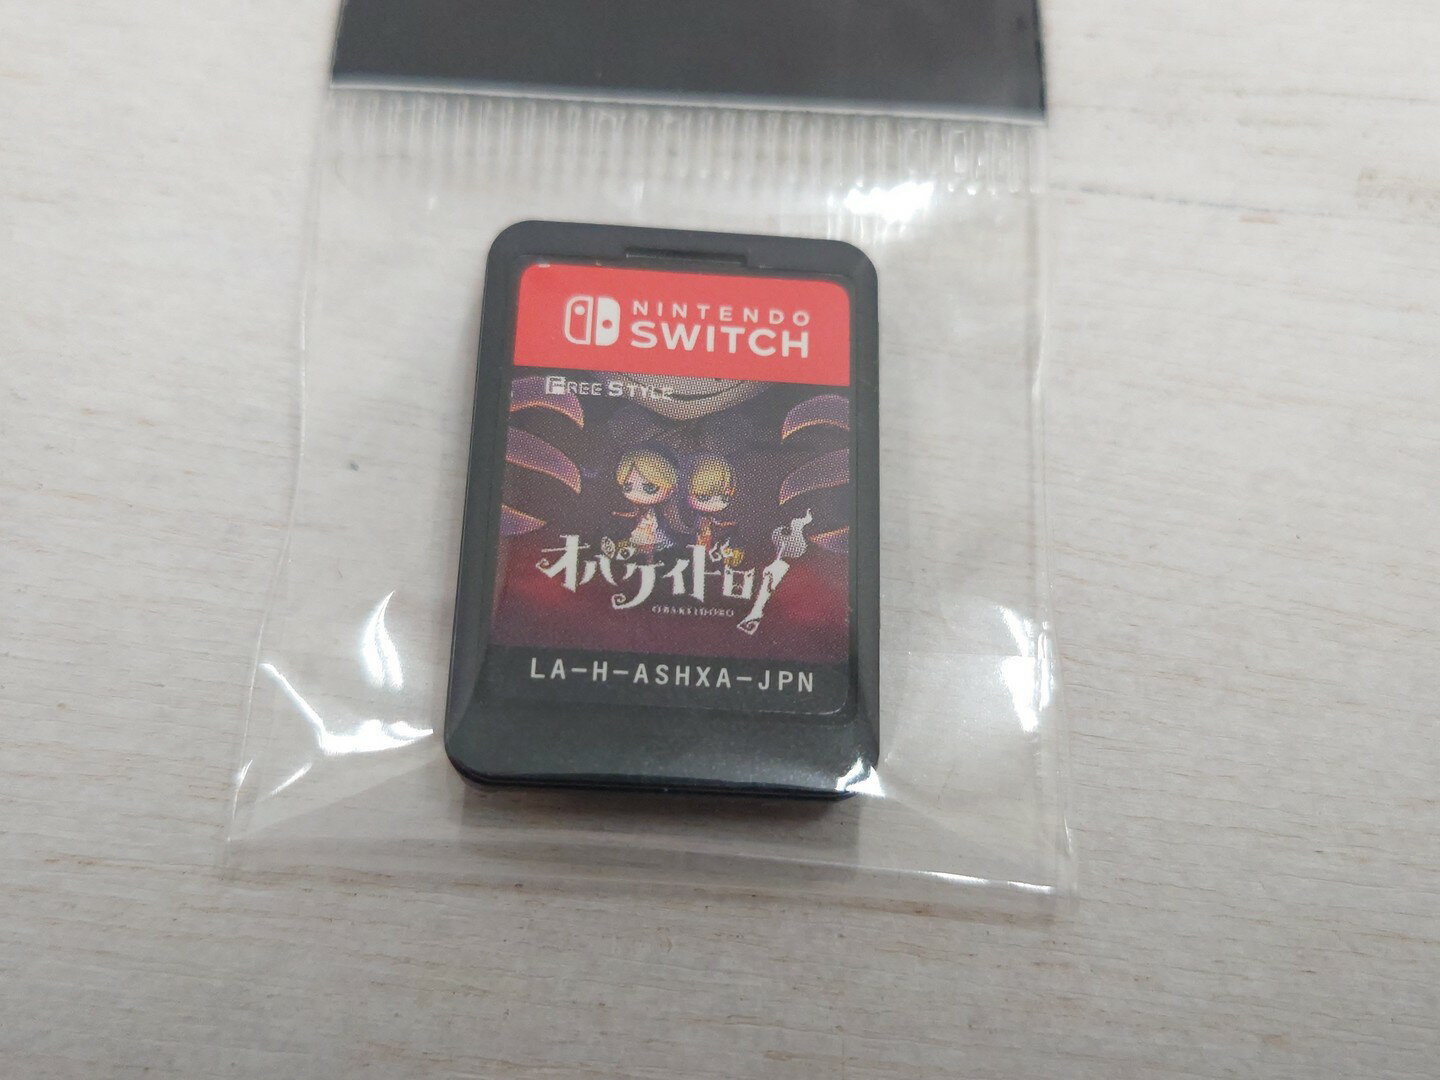 NINTENDO
SWITCH
FREE STYLE
オバケイドロ!
OBAKEIDORO
LA-H-ASHXA-JPN